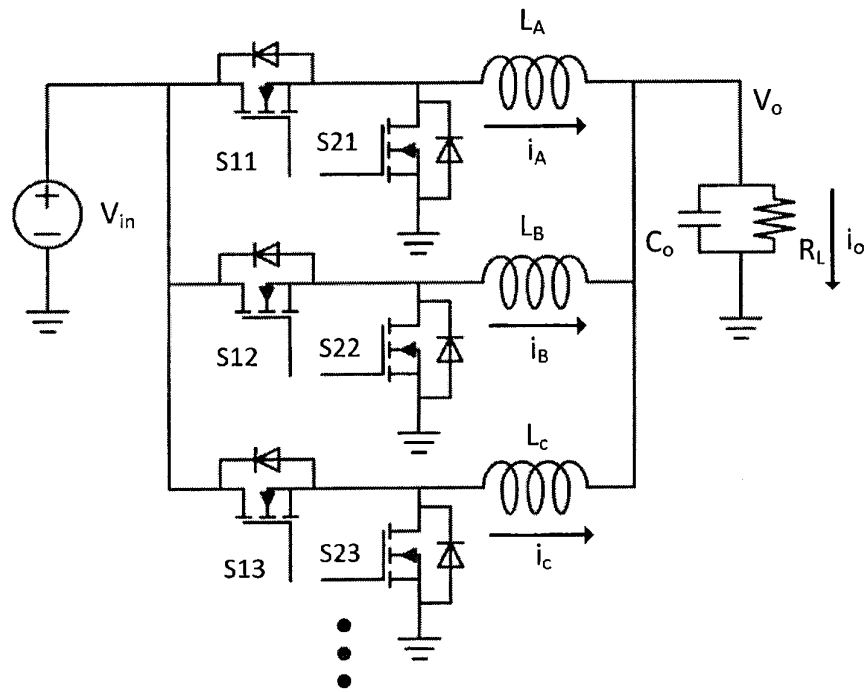 L_A
V_o
S11
S21
i_A
+
−
V_in
L_B
C_o
R_L
i_o
S12
S22
i_B
L_c
S13
S23
i_c